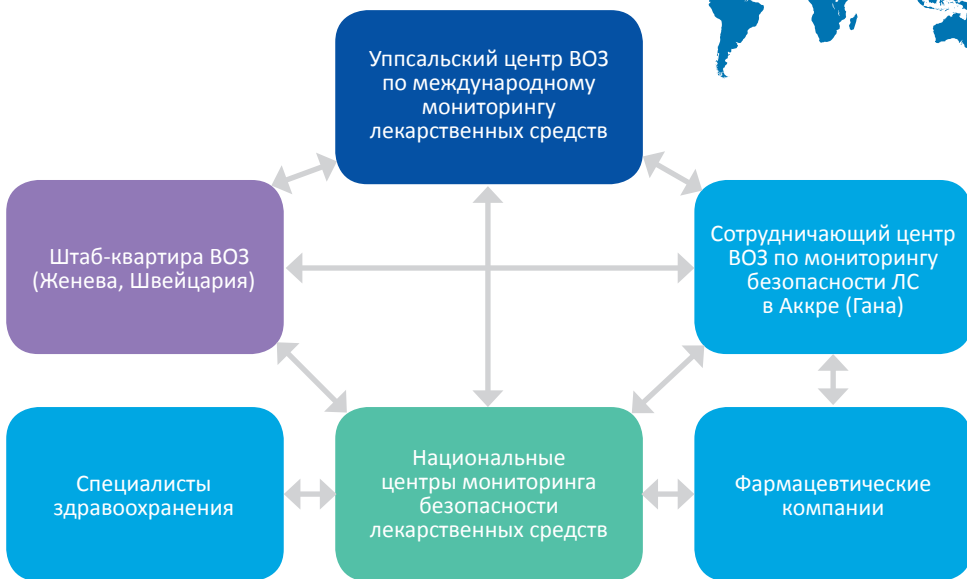 Уппсальский центр ВОЗ
по международному
мониторингу
лекарственных средств
Штаб-квартира ВОЗ
(Женева, Швейцария)
Сотрудничающий центр
ВОЗ по мониторингу
безопасности ЛС
в Аккре (Гана)
Специалисты
здравоохранения
Национальные
центры мониторинга
безопасности
лекарственных средств
Фармацевтические
компании